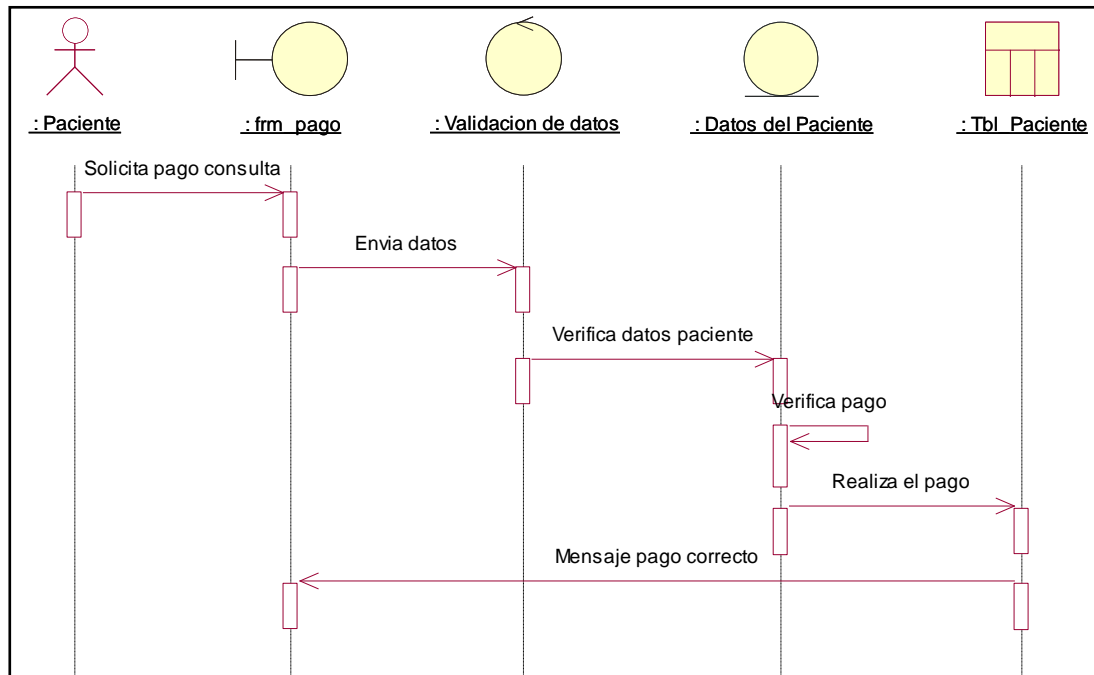 : Paciente
: frm_pago
: Validacion de datos
: Datos del Paciente
: Tbl_Paciente
Solicita pago consulta
Envia datos
Verifica datos paciente
Verifica pago
Realiza el pago
Mensaje pago correcto